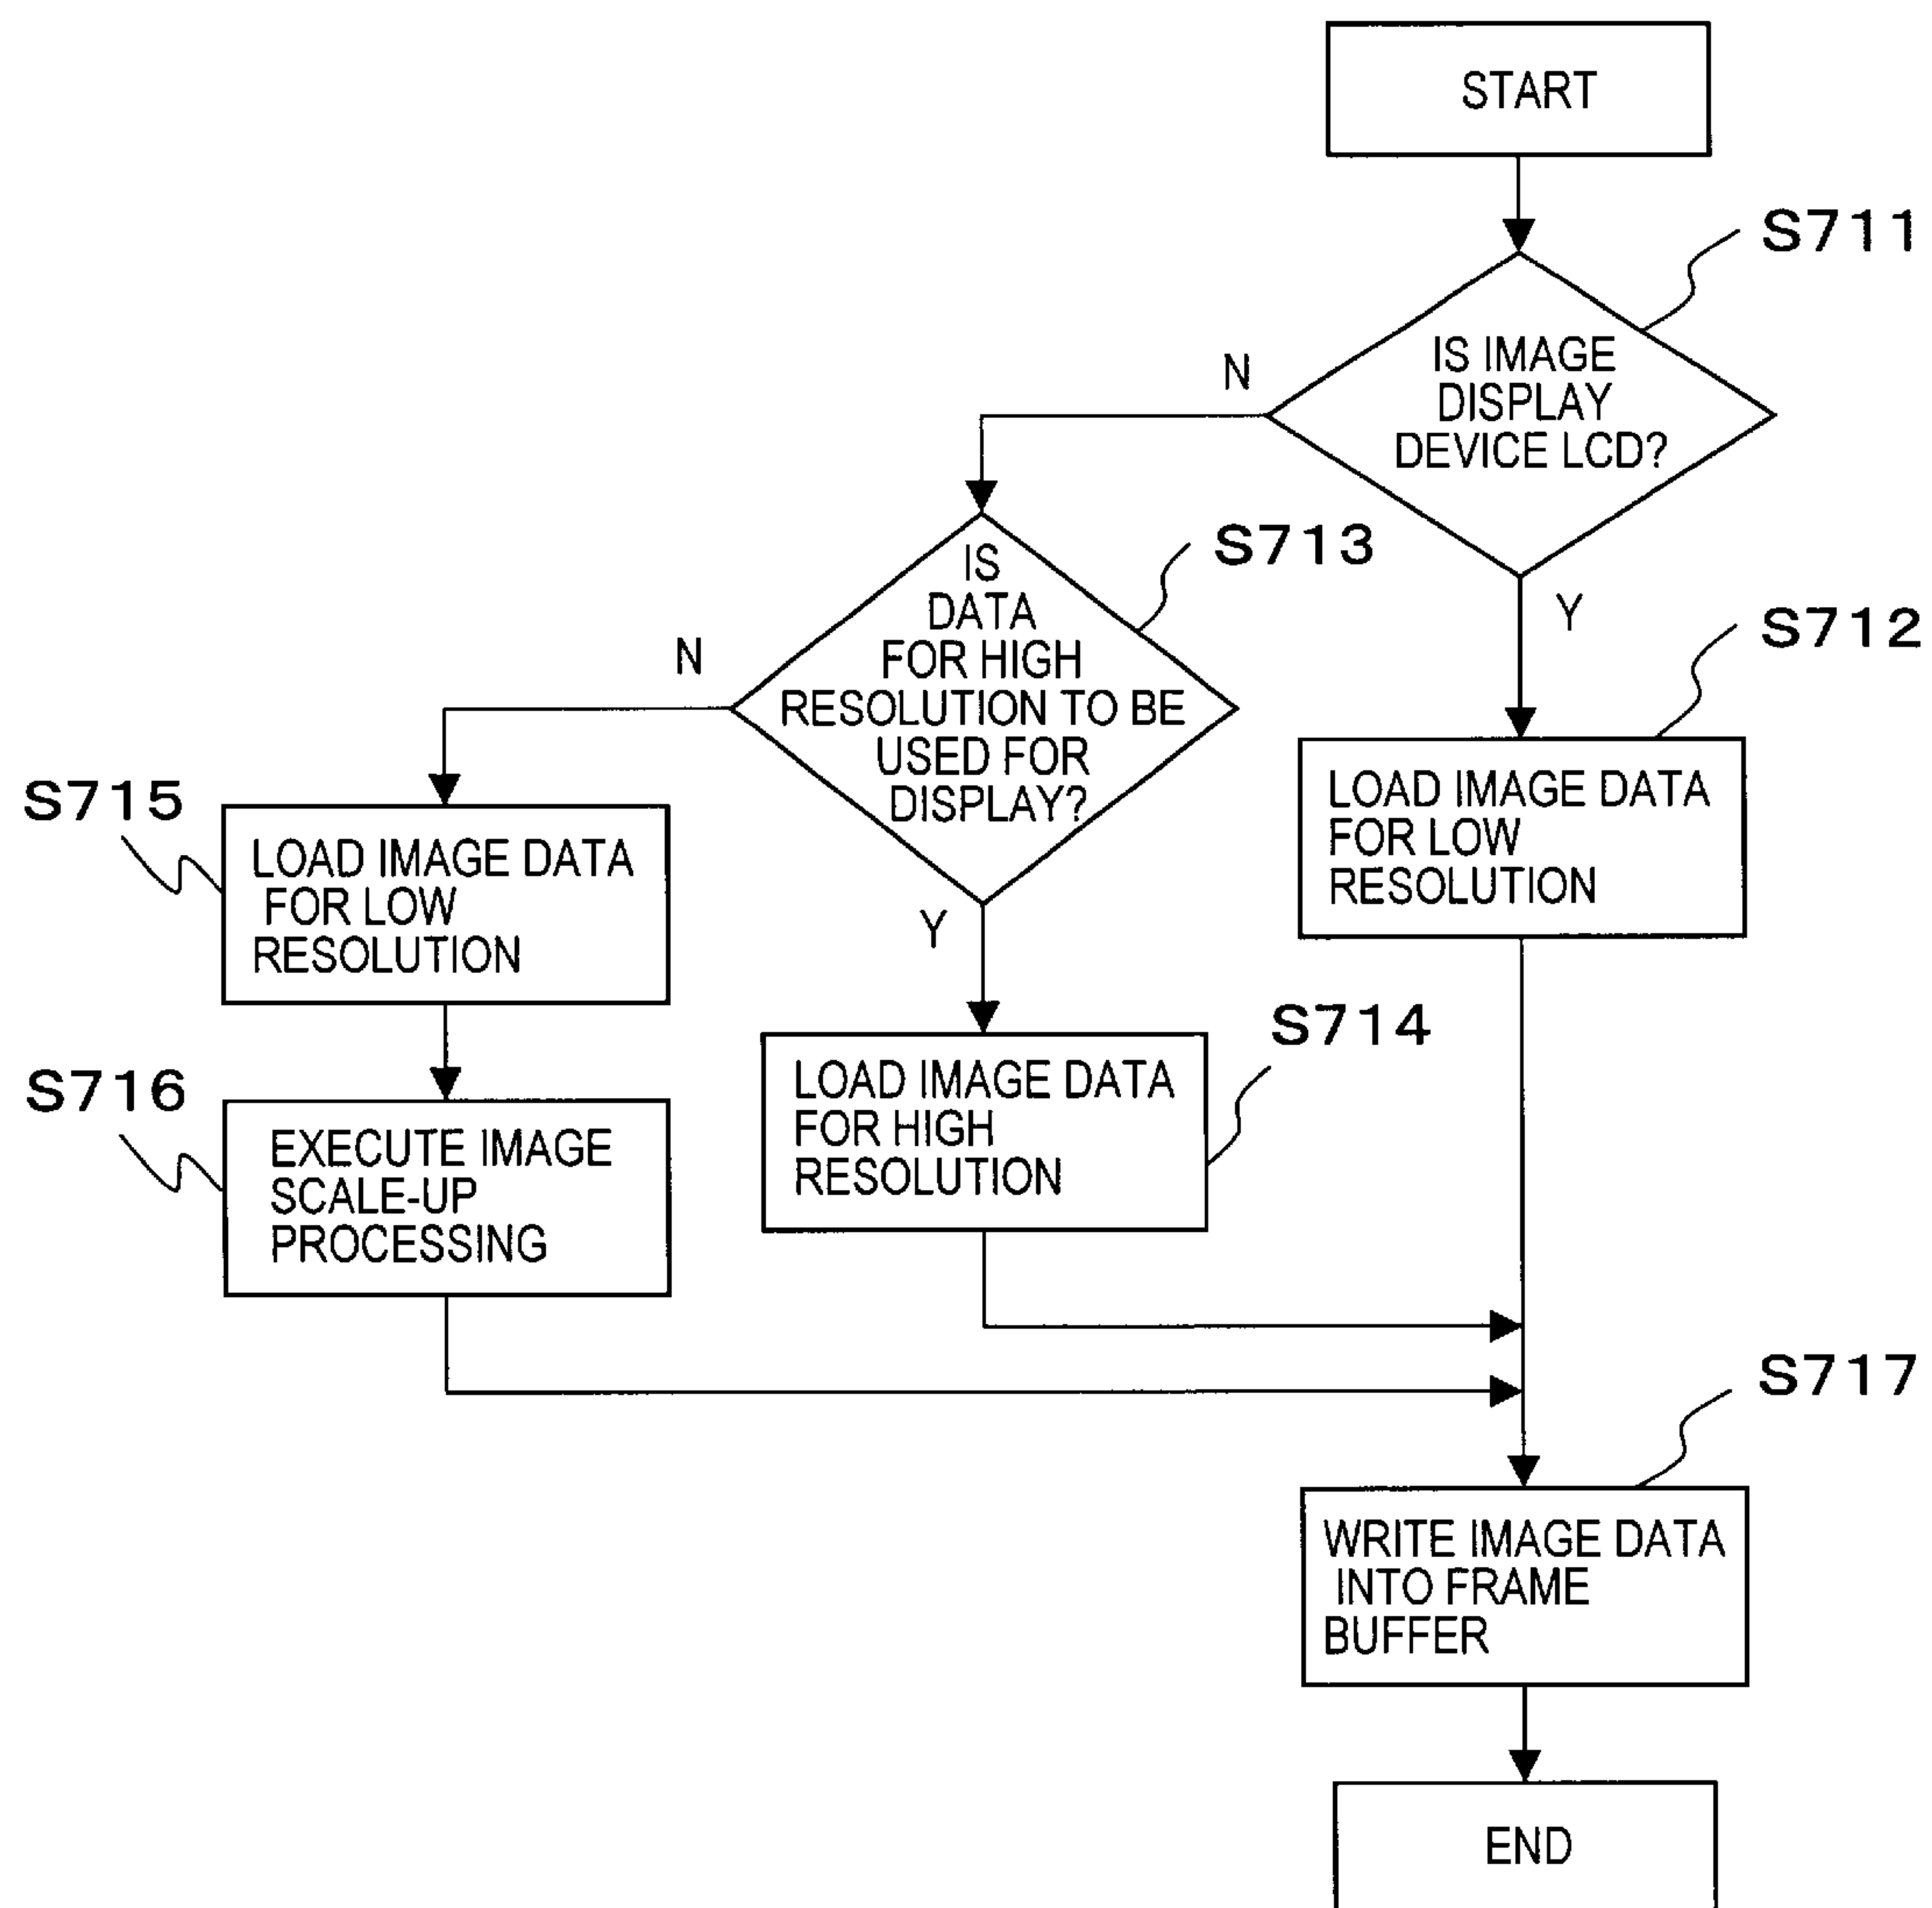 START
S711
IS IMAGE
DISPLAY
DEVICE LCD?
N
Y
S713
IS
DATA
FOR HIGH
RESOLUTION TO BE
USED FOR
DISPLAY?
N
Y
S712
LOAD IMAGE DATA
FOR LOW
RESOLUTION
S715
LOAD IMAGE DATA
FOR LOW
RESOLUTION
S714
LOAD IMAGE DATA
FOR HIGH
RESOLUTION
S716
EXECUTE IMAGE
SCALE-UP
PROCESSING
S717
WRITE IMAGE DATA
INTO FRAME
BUFFER
END